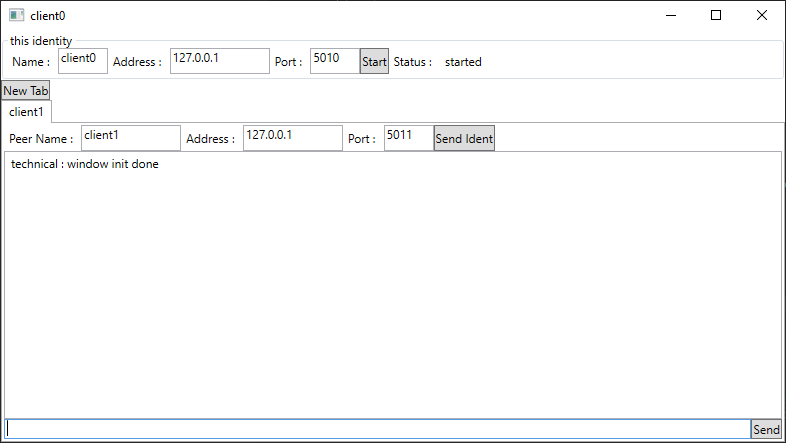 client0
this identity
Name : client0 Address : 127.0.0.1 Port : 5010 Start Status : started
New Tab
client1
Peer Name : client1 Address : 127.0.0.1 Port : 5011 Send Ident
technical : window init done
Send